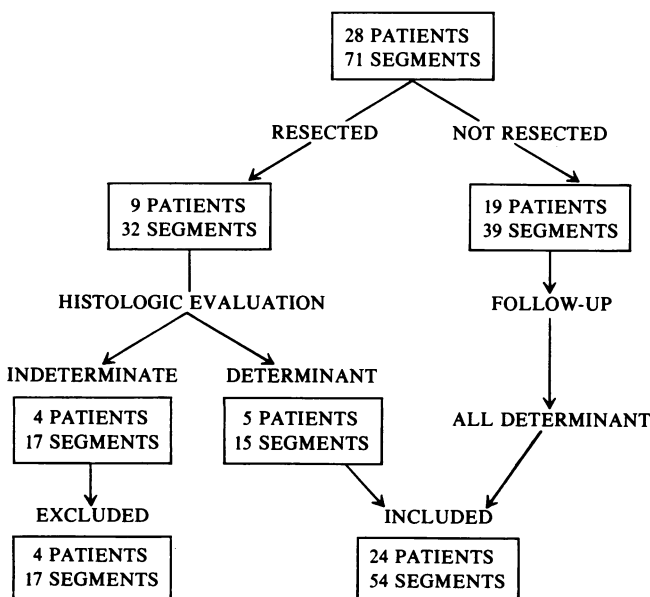 28 PATIENTS
71 SEGMENTS
RESECTED
NOT RESECTED
9 PATIENTS
32 SEGMENTS
19 PATIENTS
39 SEGMENTS
HISTOLOGIC EVALUATION
FOLLOW-UP
INDETERMINATE
DETERMINANT
4 PATIENTS
17 SEGMENTS
5 PATIENTS
15 SEGMENTS
ALL DETERMINANT
EXCLUDED
INCLUDED
4 PATIENTS
17 SEGMENTS
24 PATIENTS
54 SEGMENTS